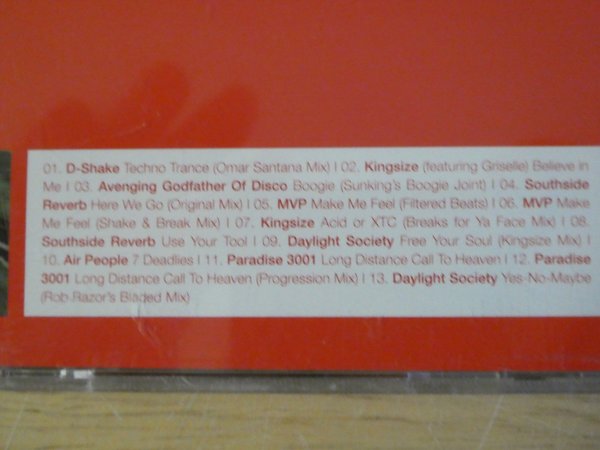 01. D-Shake Techno Trance (Omar Santana Mix) | 02. Kingsize (featuring Griselle) Believe in
Me | 03. Avenging Godfather Of Disco Boogie (Sunking's Boogie Joint) | 04. Southside
Reverb Here We Go (Original Mix) | 05. MVP Make Me Feel (Filtered Beats) | 06. MVP Make
Me Feel (Shake & Break Mix) | 07. Kingsize Acid or XTC (Breaks for Ya Face Mix) | 08.
Southside Reverb Use Your Tool | 09. Daylight Society Free Your Soul (Kingsize Mix) |
10. Air People 7 Deadlies | 11. Paradise 3001 Long Distance Call To Heaven | 12. Paradise
3001 Long Distance Call To Heaven (Progression Mix) | 13. Daylight Society Yes-No-Maybe
(Rob Razor's Bladed Mix)